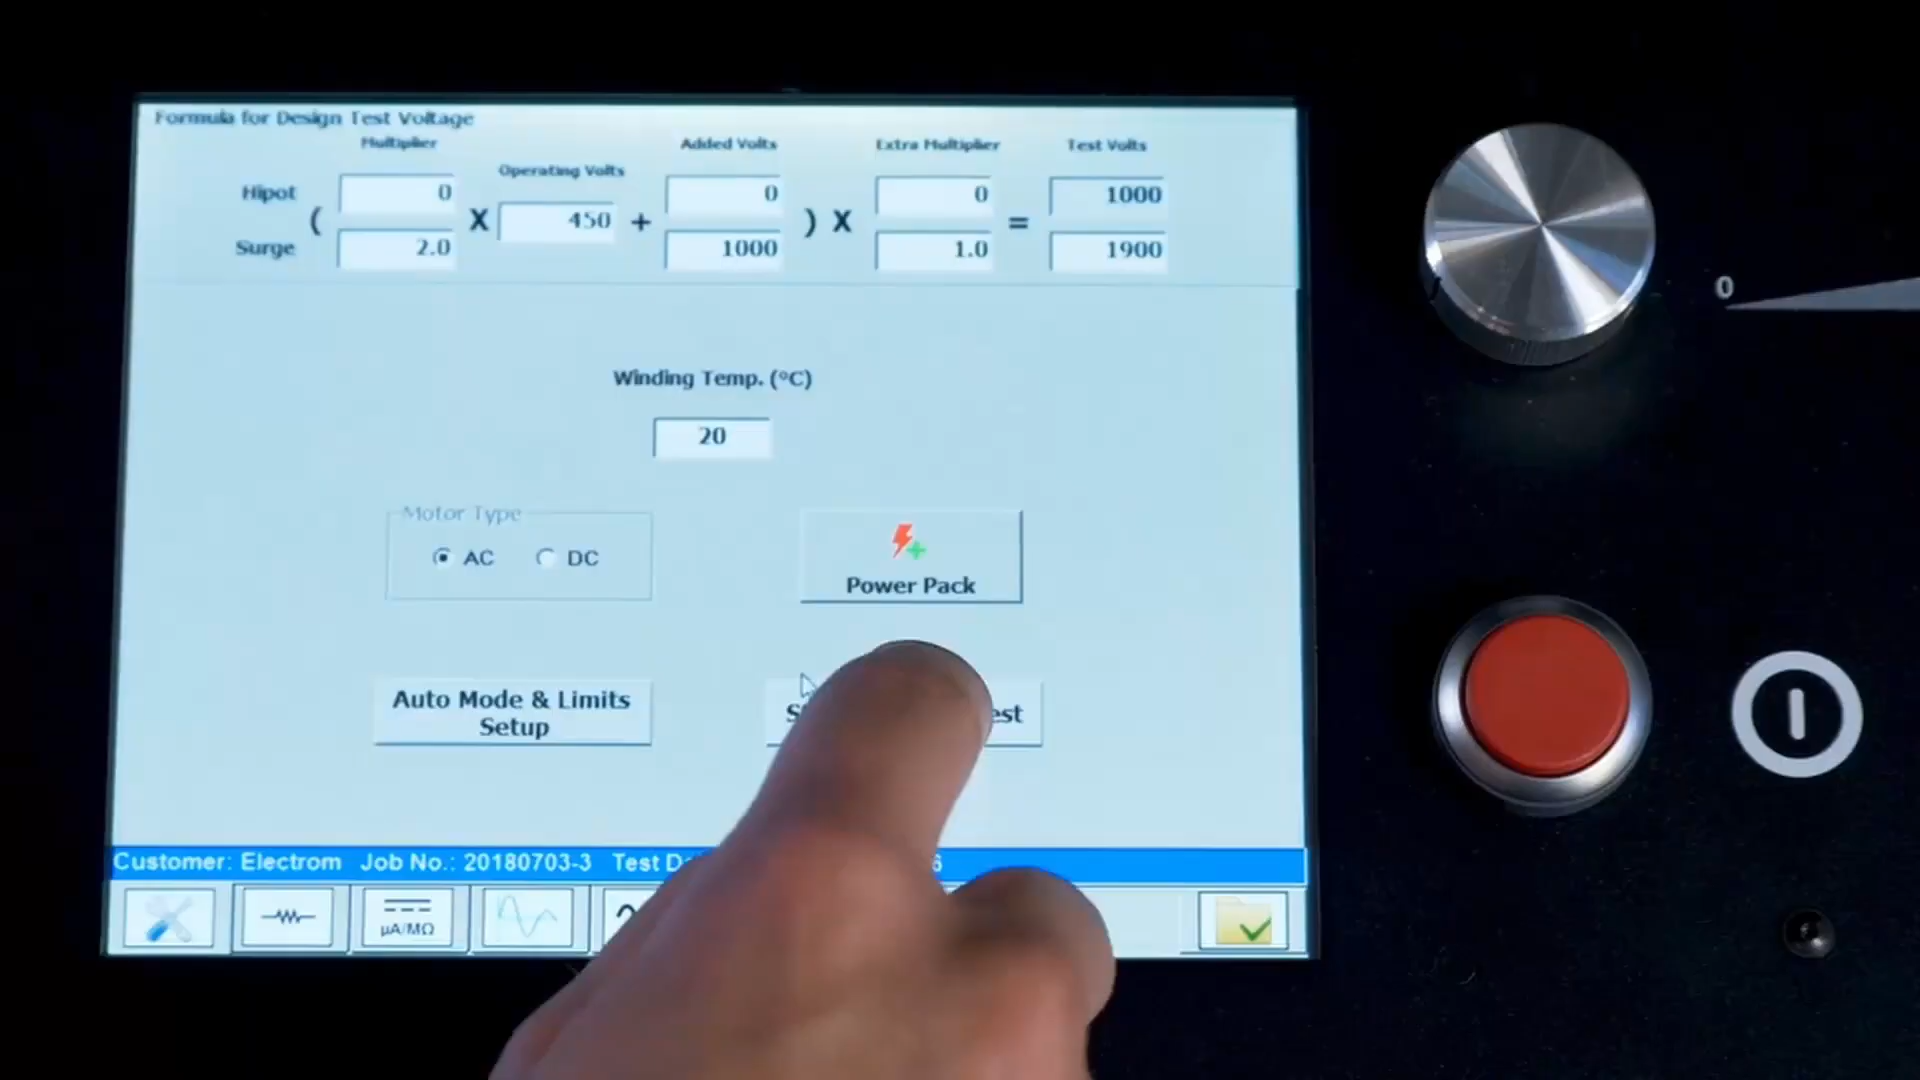 Formula for Design Test Voltage
Multiplier Operating Volts Added Volts Extra Multiplier Test Volts
Hipot ( 0 X 450 + 0 ) X 0 = 1000
Surge 2.0 1000 1.0 1900
Winding Temp. (°C)
20
Motor Type
AC DC
Power Pack
Auto Mode & Limits
Setup
est
Customer: Electrom Job No.: 20180703-3 Test D 6
µA/MΩ
0